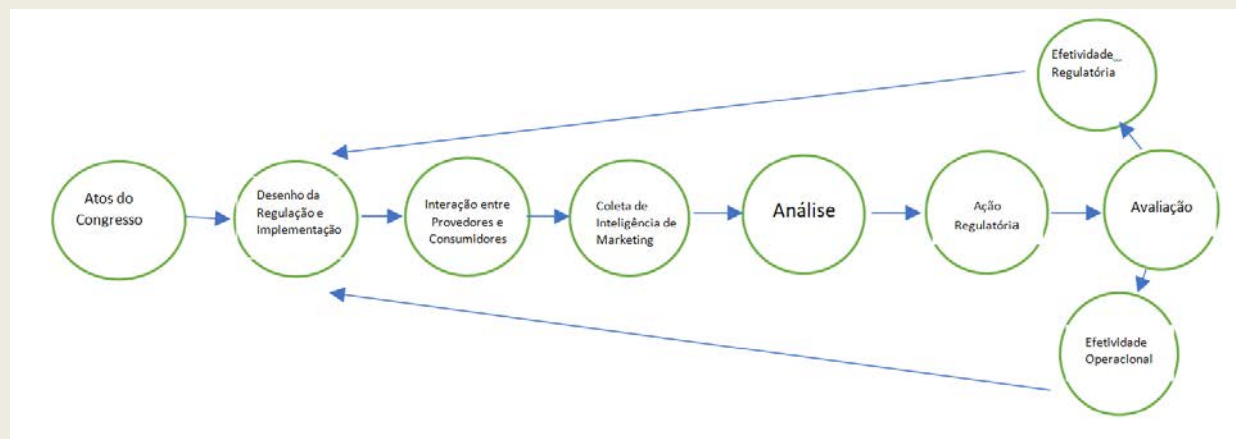 Efetividade_
Regulatória
Atos do
Congresso
Desenho da
Regulação e
Implementação
Interação entre
Provedores e
Consumidores
Coleta de
Inteligência de
Marketing
Análise
Ação
Regulatória
Avaliação
Efetividade
Operacional